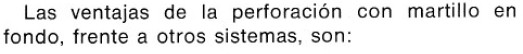 Las ventajas de la perforación con martillo en
fondo, frente a otros sistemas, son: